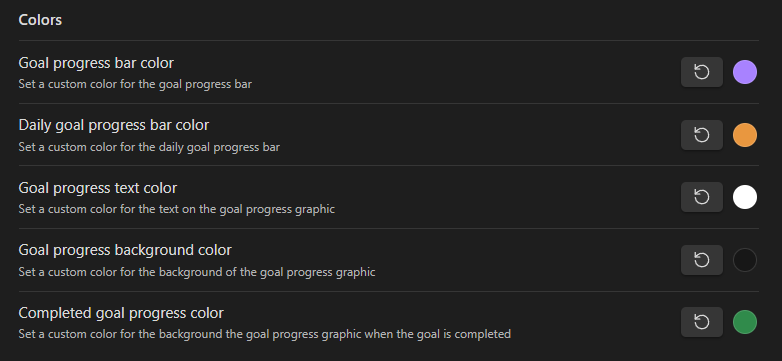 Colors
Goal progress bar color
Set a custom color for the goal progress bar
Daily goal progress bar color
Set a custom color for the daily goal progress bar
Goal progress text color
Set a custom color for the text on the goal progress graphic
Goal progress background color
Set a custom color for the background of the goal progress graphic
Completed goal progress color
Set a custom color for the background the goal progress graphic when the goal is completed